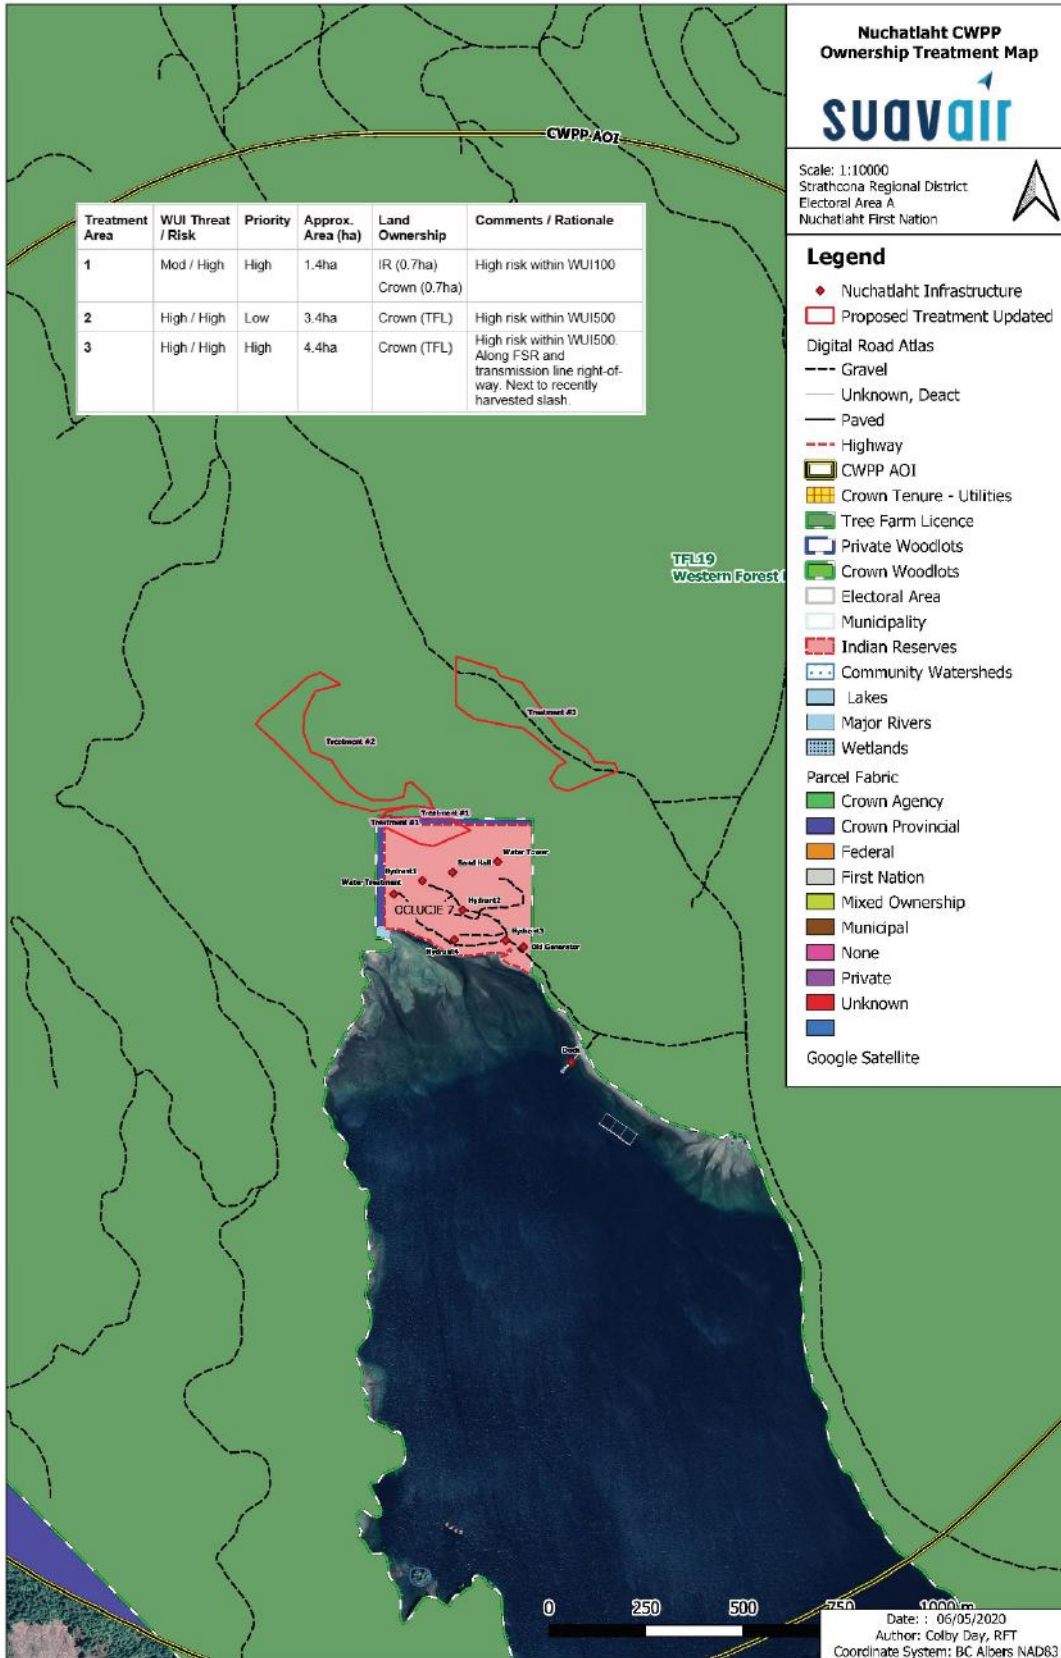 Nuchatlaht CWPP
Ownership Treatment Map
suavair
Scale: 1:10000
Strathcona Regional District
Electoral Area A
Nuchatlaht First Nation
Legend
Nuchatlaht Infrastructure
Proposed Treatment Updated
Digital Road Atlas
Gravel
Unknown, Deact
Paved
Highway
CWPP AOI
Crown Tenure - Utilities
Tree Farm Licence
Private Woodlots
Crown Woodlots
Electoral Area
Municipality
Indian Reserves
Community Watersheds
Lakes
Major Rivers
Wetlands
Parcel Fabric
Crown Agency
Crown Provincial
Federal
First Nation
Mixed Ownership
Municipal
None
Private
Unknown
Google Satellite
CWPP AOI
Treatment Area WUI Threat / Risk Priority Approx. Area (ha) Land Ownership Comments / Rationale
1 Mod / High High 1.4ha IR (0.7ha) High risk within WUI100
Crown (0.7ha)
2 High / High Low 3.4ha Crown (TFL) High risk within WUI500
3 High / High High 4.4ha Crown (TFL) High risk within WUI500.
Along FSR and
transmission line right-of-
way. Next to recently
harvested slash.
TFL19
Western Forest
Treatment #3
Treatment #2
Treatment #1
Treatment #1
Water Tower
Band Hall
Hydrant1
Water Treatment
Hydrant2
OCLUCJE 7
Hydrant3
Old Generator
Hydrant4
Dock
0 250 500 750 1000 m
Date: : 06/05/2020
Author: Colby Day, RFT
Coordinate System: BC Albers NAD83